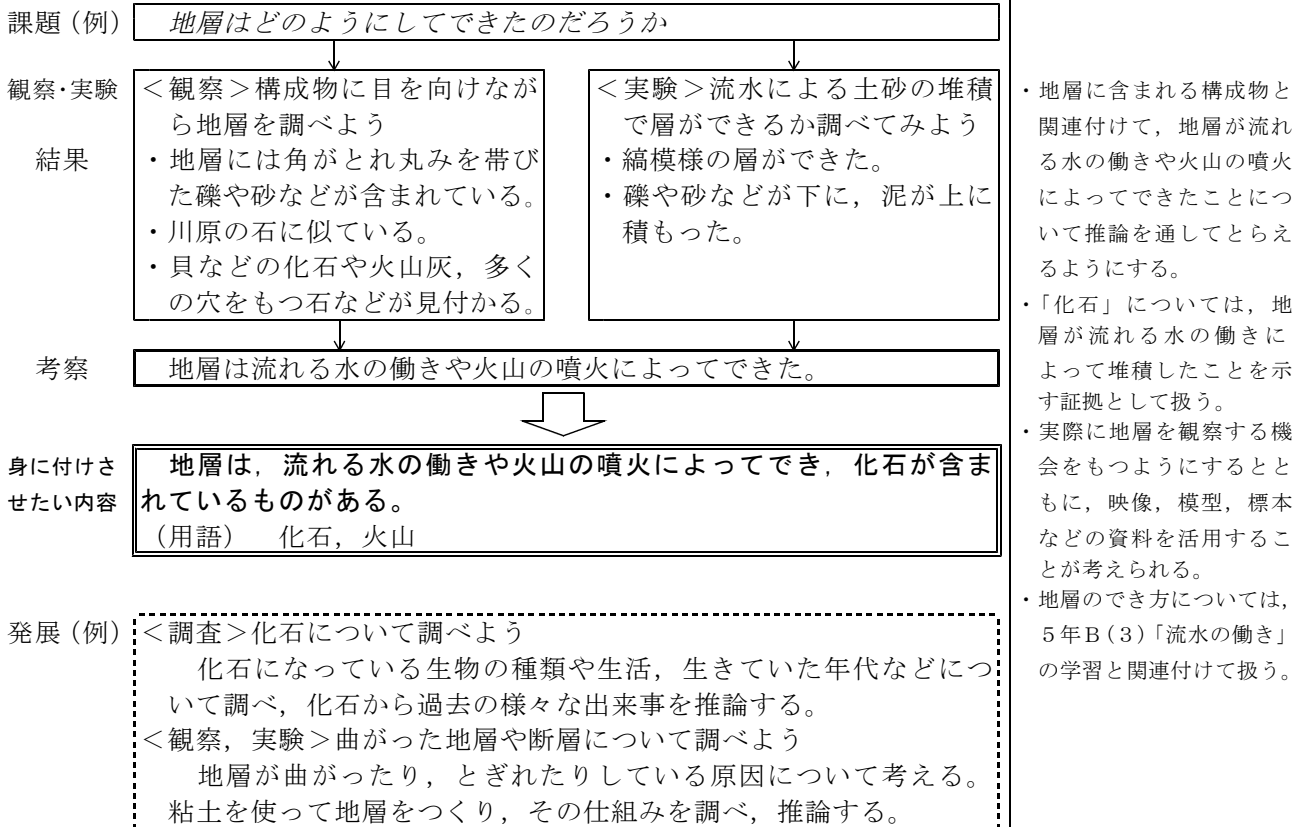 課題(例)
地層はどのようにしてできたのだろうか
観察・実験
結果
<観察>構成物に目を向けなが
ら地層を調べよう
・地層には角がとれ丸みを帯び
た礫や砂などが含まれている。
・川原の石に似ている。
・貝などの化石や火山灰，多く
の穴をもつ石などが見付かる。
<実験>流水による土砂の堆積
で層ができるか調べてみよう
・縞模様の層ができた。
・礫や砂などが下に，泥が上に
積もった。
考察
地層は流れる水の働きや火山の噴火によってできた。
身に付けさ
せたい内容
地層は，流れる水の働きや火山の噴火によってでき，化石が含ま
れているものがある。
(用語) 化石，火山
発展(例)
<調査>化石について調べよう
化石になっている生物の種類や生活，生きていた年代などにつ
いて調べ，化石から過去の様々な出来事を推論する。
<観察，実験>曲がった地層や断層について調べよう
地層が曲がったり，とぎれたりしている原因について考える。
粘土を使って地層をつくり，その仕組みを調べ，推論する。
・地層に含まれる構成物と
関連付けて，地層が流れ
る水の働きや火山の噴火
によってできたことにつ
いて推論を通してとらえ
るようにする。
・「化石」については，地
層が流れる水の働きに
よって堆積したことを示
す証拠として扱う。
・実際に地層を観察する機
会をもつようにするとと
もに，映像，模型，標本
などの資料を活用するこ
とが考えられる。
・地層のでき方については，
5年B(3)「流水の働き」
の学習と関連付けて扱う。